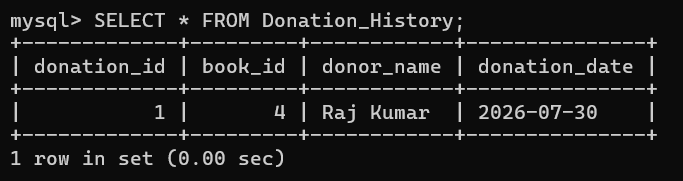 mysql> SELECT * FROM Donation_History;
+-------------+---------+------------+---------------+
| donation_id | book_id | donor_name | donation_date |
+-------------+---------+------------+---------------+
|           1 |       4 | Raj Kumar  | 2026-07-30    |
+-------------+---------+------------+---------------+
1 row in set (0.00 sec)